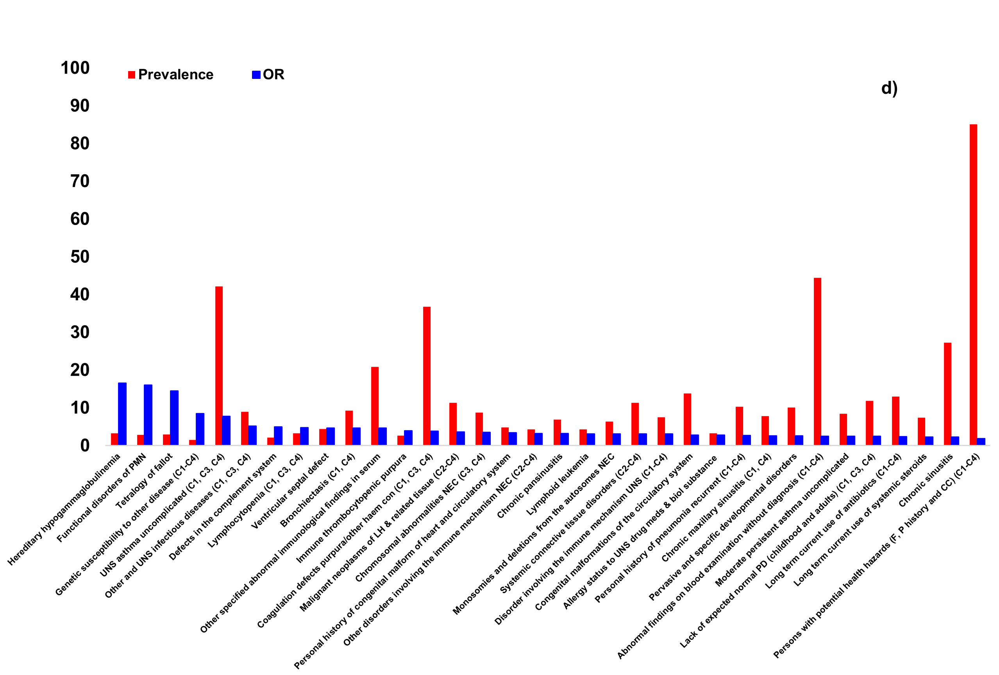 100
Prevalence
OR
d)
90
80
70
60
50
40
30
20
10
0
Hereditary hypogammaglobulinemia
Functional disorders of PMN
Tetralogy of fallot
Genetic susceptibility to other disease (C1-C4)
UNS asthma uncomplicated (C1, C3, C4)
Other and UNS infectious diseases (C1, C3, C4)
Defects in the complement system
Lymphocytopenia (C1, C3, C4)
Ventricular septal defect
Bronchiectasis (C1, C4)
Other specified abnormal immunological findings in serum
Immune thrombocytopenic purpura
Coagulation defects purpura/other haem con (C1, C3, C4)
Malignant neoplasms of LH & related tissue (C2-C4)
Chromosomal abnormalities NEC (C3, C4)
Personal history of congenital malform of heart and circulatory system
Other disorders involving the immune mechanism NEC (C2-C4)
Chronic pansinusitis
Lymphoid leukemia
Monosomies and deletions from the autosomes NEC
Systemic connective tissue disorders (C2-C4)
Disorder involving the immune mechanism UNS (C1-C4)
Congenital malformations of the circulatory system
Allergy status to UNS drug meds & biol substance
Personal history of pneumonia recurrent (C1-C4)
Chronic maxillary sinusitis (C1, C4)
Pervasive and specific developmental disorders
Abnormal findings on blood examination without diagnosis (C1-C4)
Moderate persistent asthma uncomplicated
Lack of expected normal PD (childhood and adults) (C1, C3, C4)
Long term current use of antibiotics (C1-C4)
Long term current use of systemic steroids
Chronic sinusitis
Persons with potential health hazards (F, P history and CC) (C1-C4)